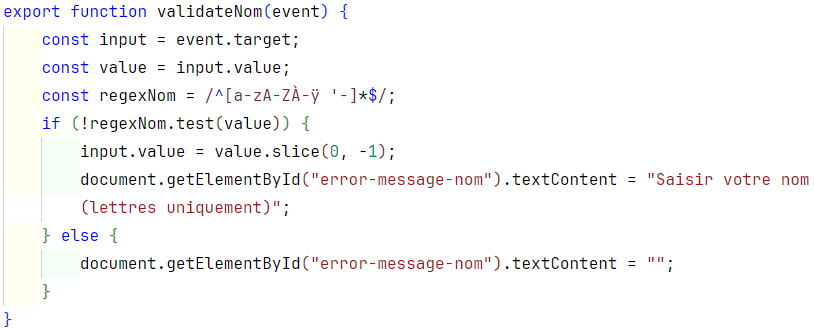 export function validateNom(event) {
    const input = event.target;
    const value = input.value;
    const regexNom = /^[a-zA-ZÀ-ÿ '-]*$/;
    if (!regexNom.test(value)) {
        input.value = value.slice(0, -1);
        document.getElementById("error-message-nom").textContent = "Saisir votre nom
        (lettres uniquement)";
    } else {
        document.getElementById("error-message-nom").textContent = "";
    }
}